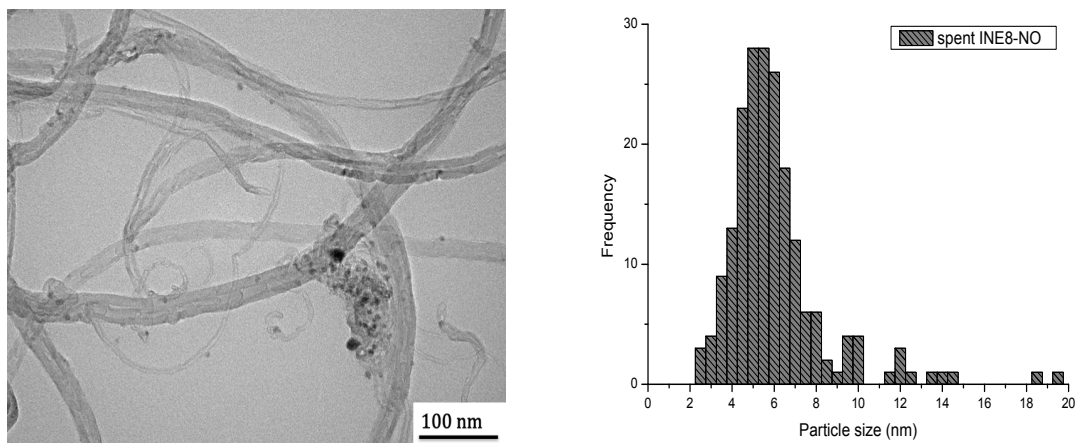 100 nm
spent INE8-NO
Frequency
30
20
10
0
0 2 4 6 8 10 12 14 16 18 20
Particle size (nm)